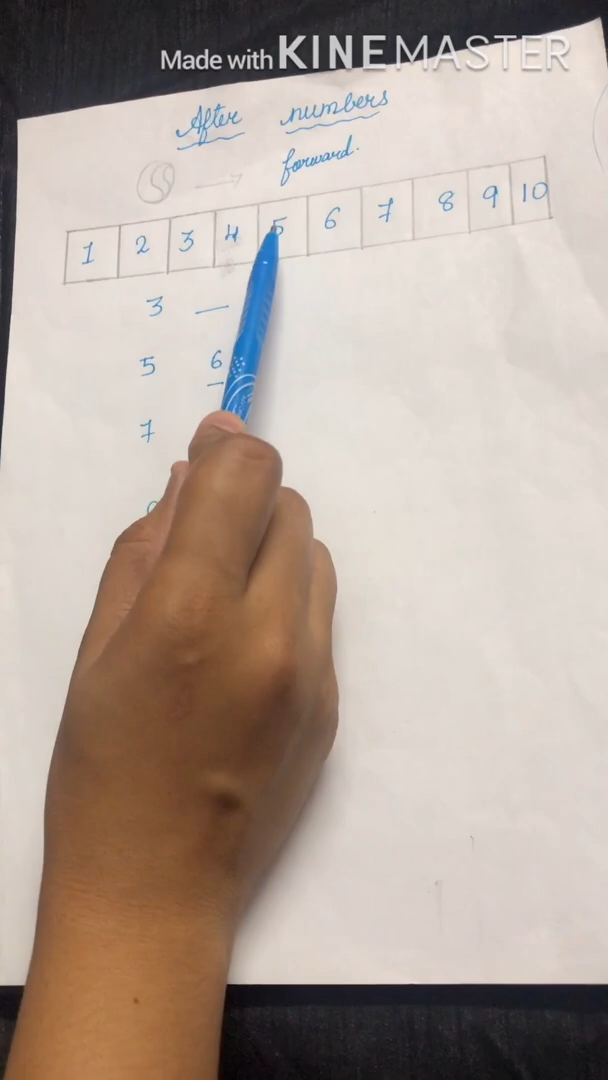 Made with KINEMASTER
After numbers
forward.
1 2 3 4 5 6 7 8 9 10
3 —
5 6
7